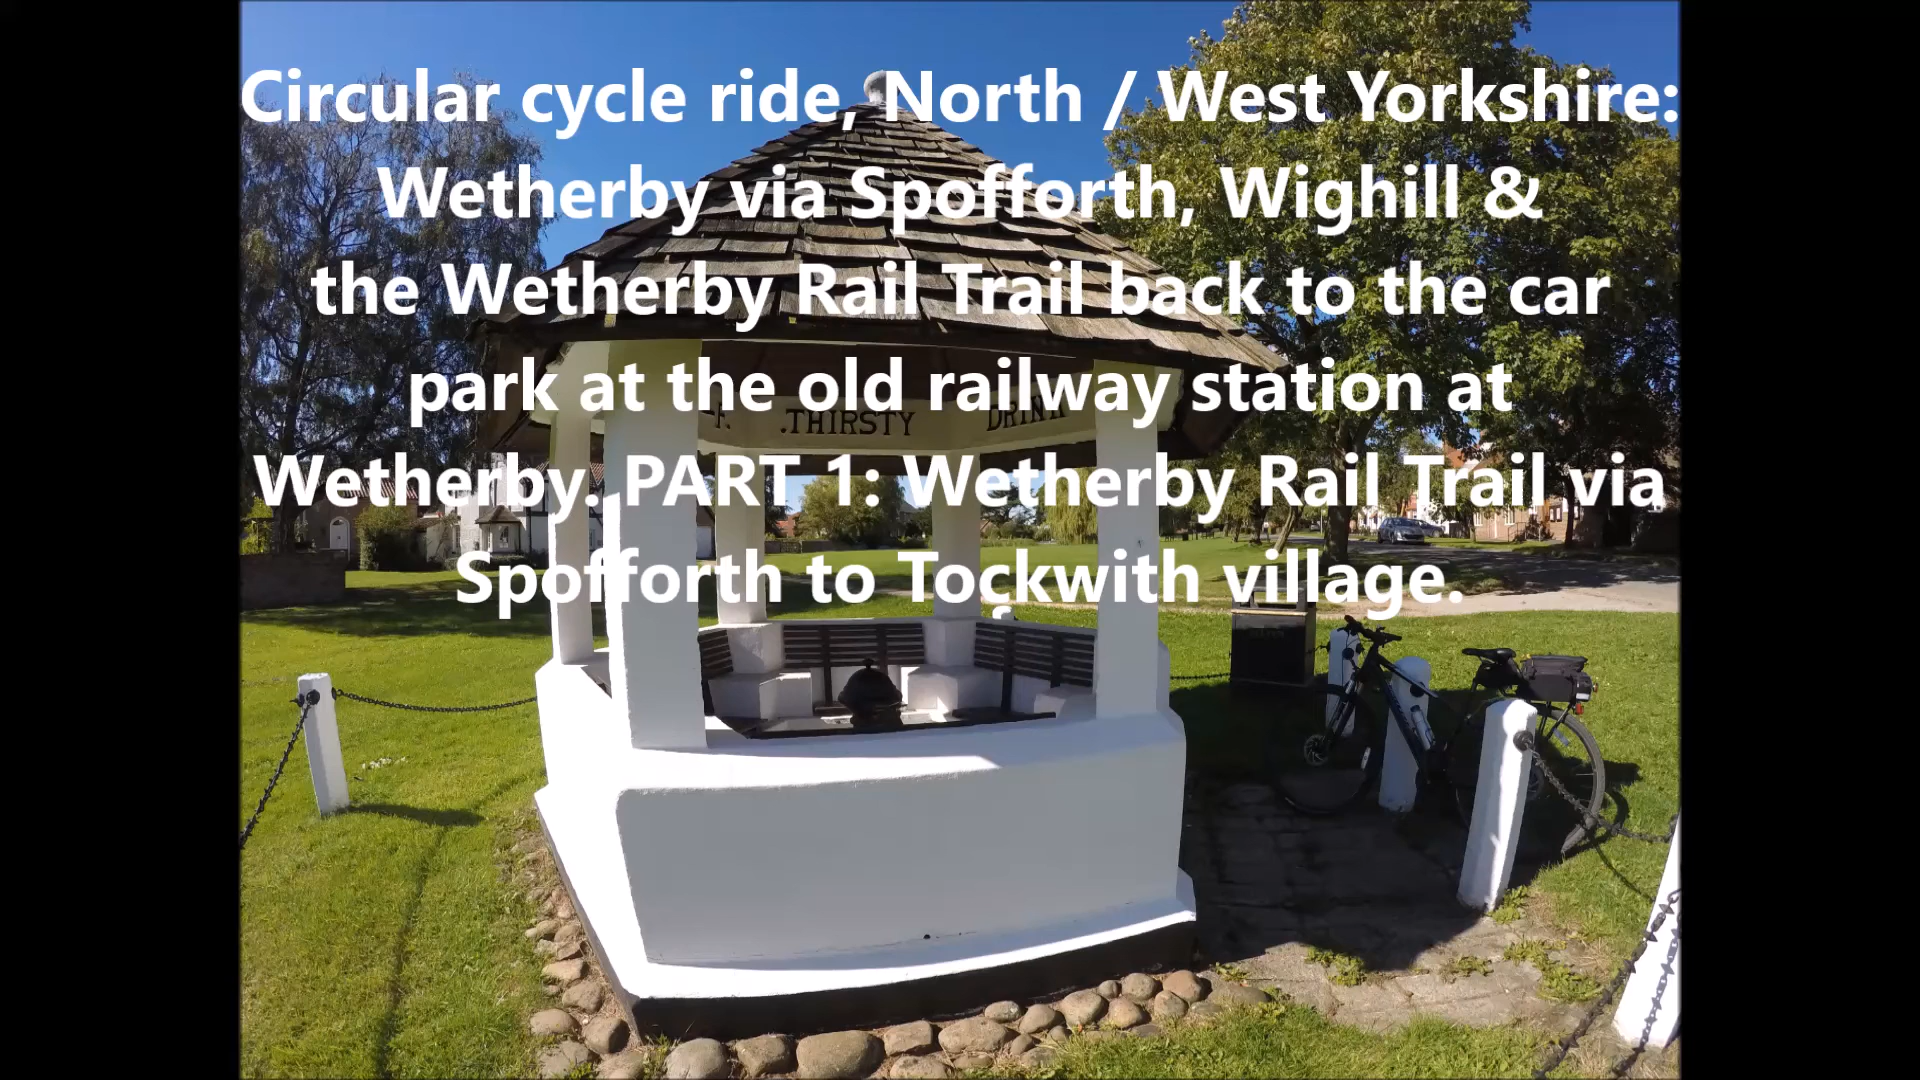 Circular cycle ride, North / West Yorkshire:
Wetherby via Spofforth, Wighill &
the Wetherby Rail Trail back to the car
park at the old railway station at
.THIRSTY DRINK
Wetherby. PART 1: Wetherby Rail Trail via
Spofforth to Tockwith village.